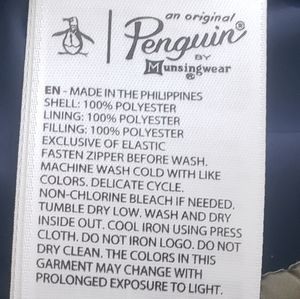 an original
Penguin®
BY
Munsingwear
®
EN - MADE IN THE PHILIPPINES
SHELL: 100% POLYESTER
LINING: 100% POLYESTER
FILLING: 100% POLYESTER
EXCLUSIVE OF ELASTIC
FASTEN ZIPPER BEFORE WASH.
MACHINE WASH COLD WITH LIKE
COLORS. DELICATE CYCLE.
NON-CHLORINE BLEACH IF NEEDED.
TUMBLE DRY LOW. WASH AND DRY
INSIDE OUT. COOL IRON USING PRESS
CLOTH. DO NOT IRON LOGO. DO NOT
DRY CLEAN. THE COLORS IN THIS
GARMENT MAY CHANGE WITH
PROLONGED EXPOSURE TO LIGHT.